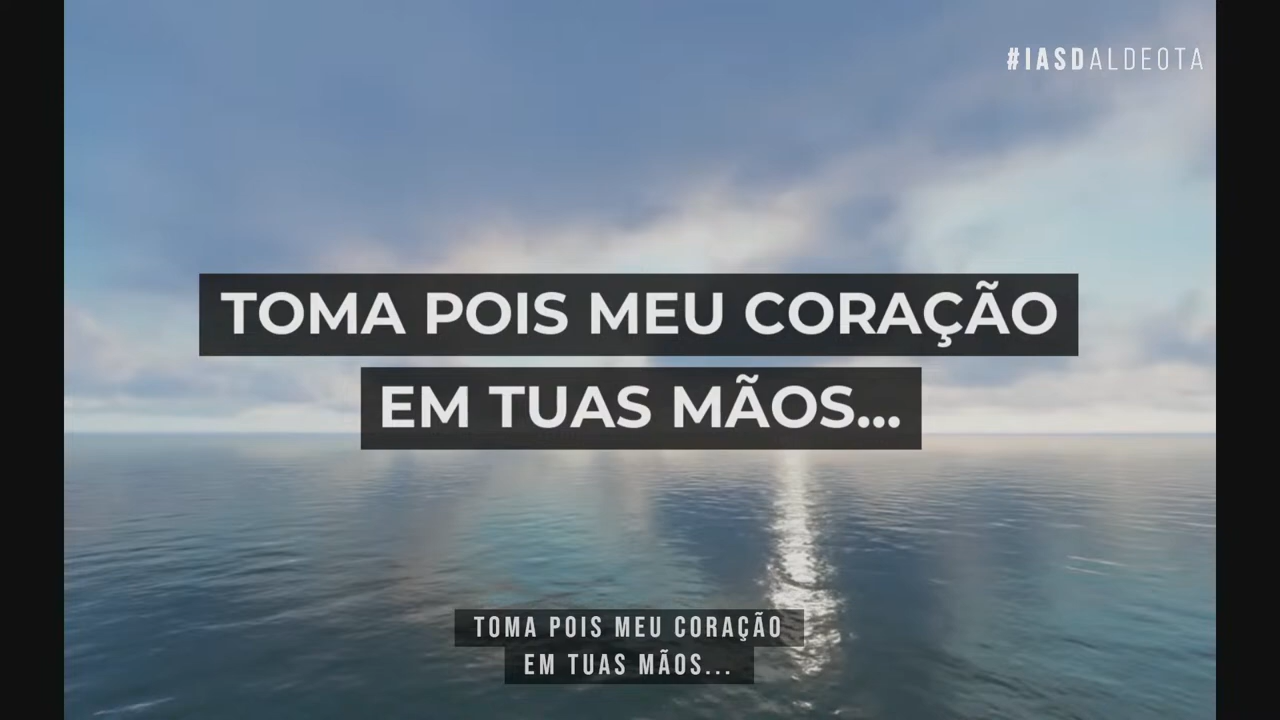 #IASDALDEOTA
TOMA POIS MEU CORAÇÃO
EM TUAS MÃOS...
TOMA POIS MEU CORAÇÃO
EM TUAS MÃOS...